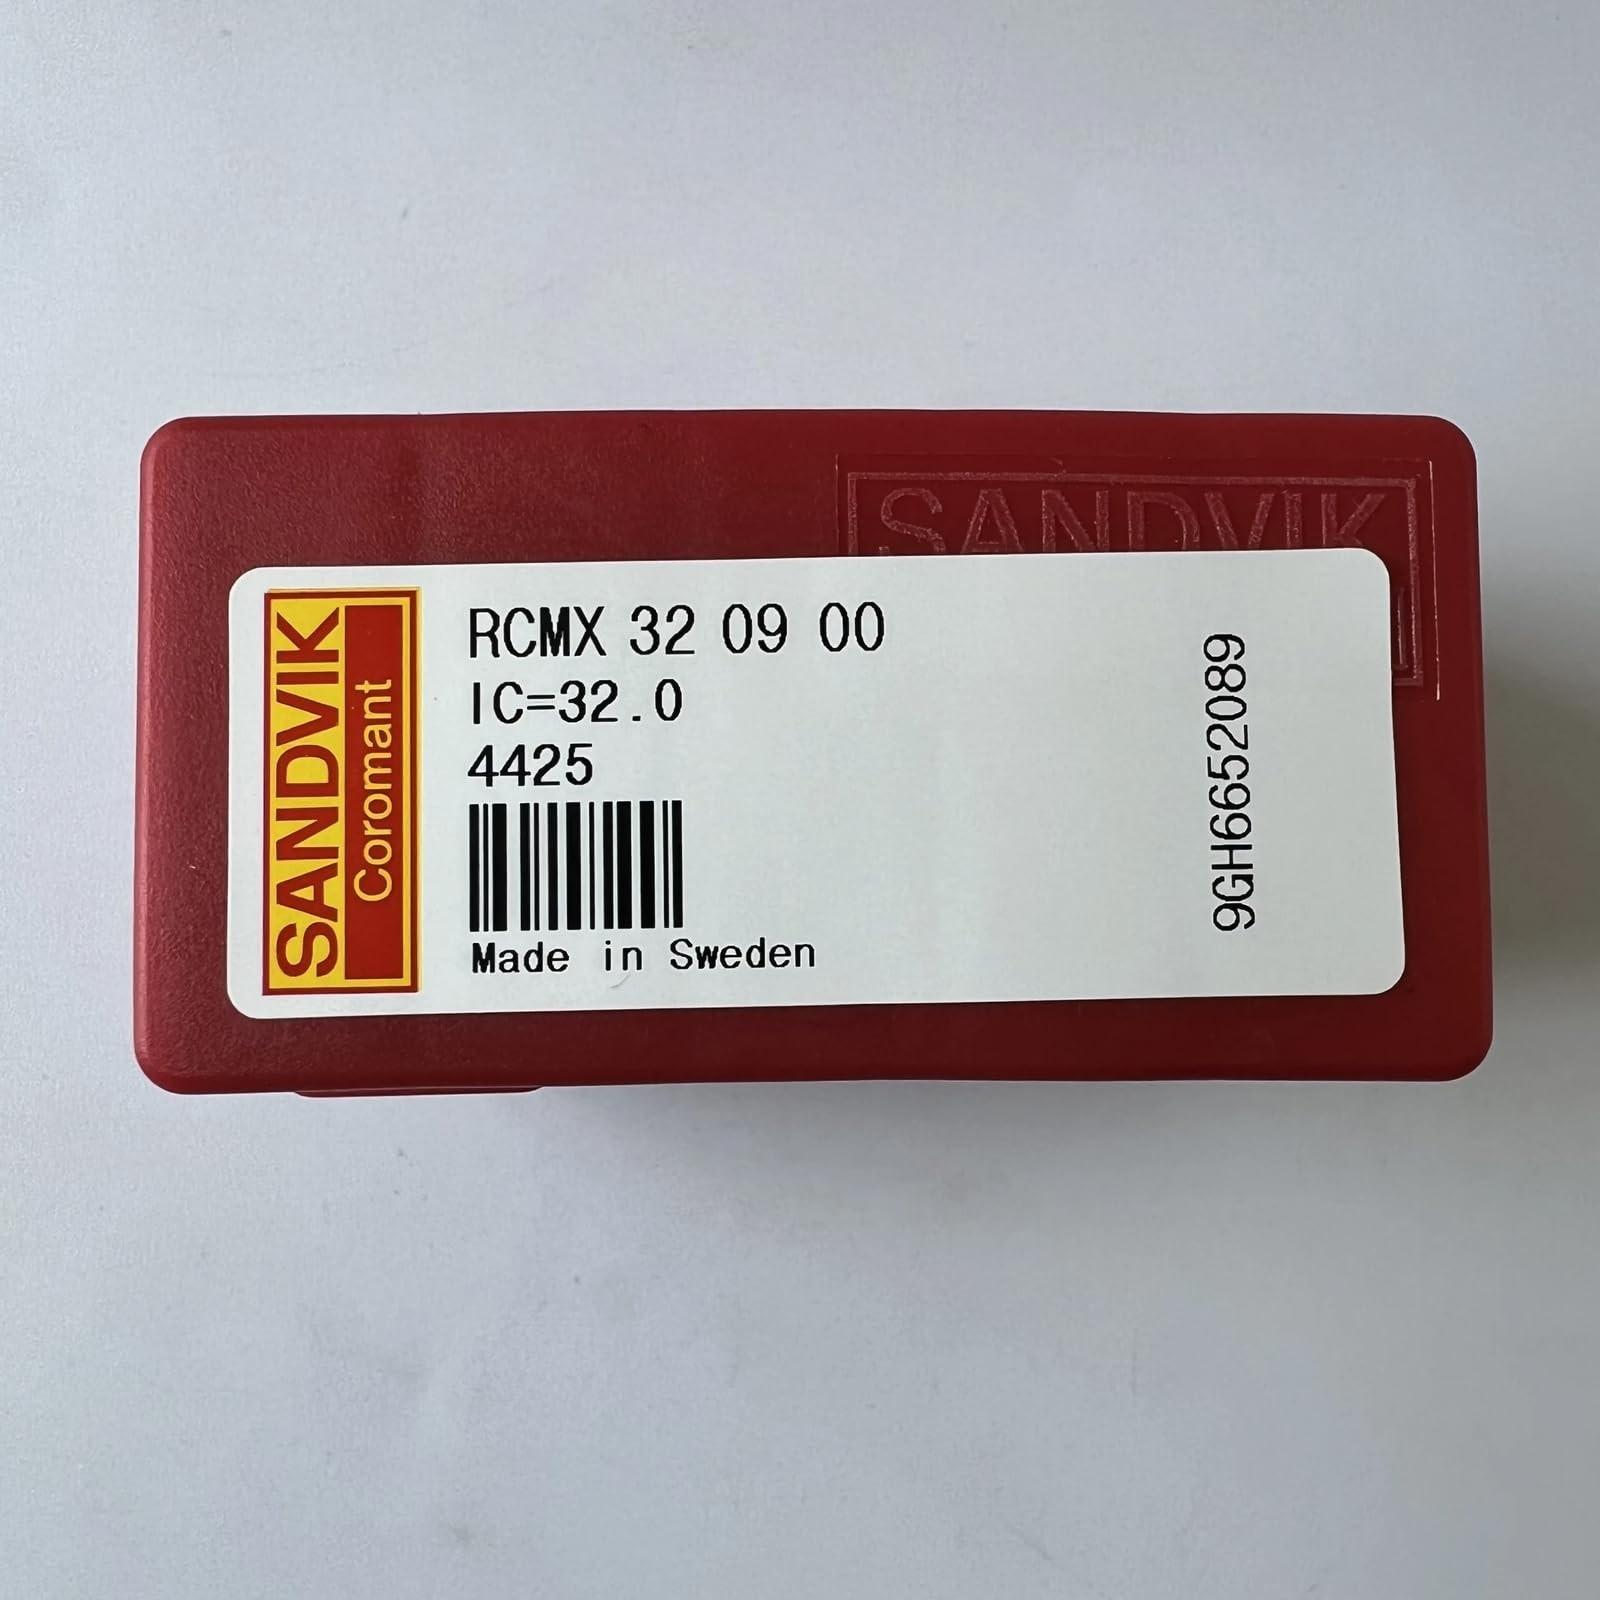 SANDVIK
SANDVIK
Coromant
RCMX 32 09 00
IC=32.0
4425
Made in Sweden
9GH6652089